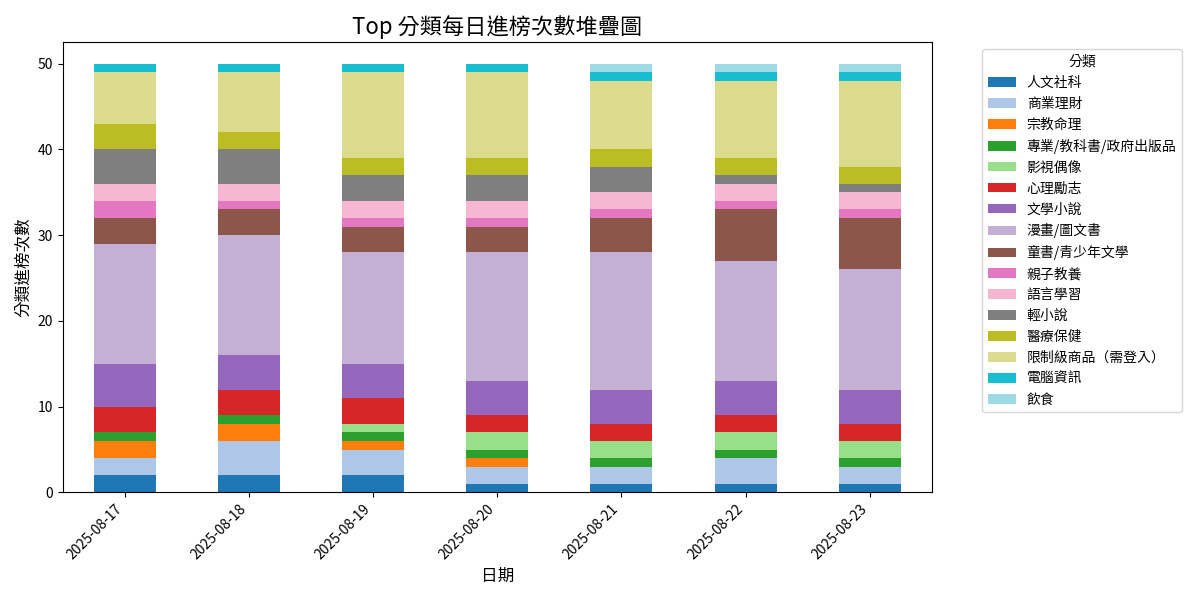 Top 分類每日進榜次數堆疊圖
分類進榜次數
50
40
30
20
10
0
2025-08-17
2025-08-18
2025-08-19
2025-08-20
2025-08-21
2025-08-22
2025-08-23
日期
分類
人文社科
商業理財
宗教命理
專業/教科書/政府出版品
影視偶像
心理勵志
文學小說
漫畫/圖文書
童書/青少年文學
親子教養
語言學習
輕小說
醫療保健
限制級商品（需登入）
電腦資訊
飲食